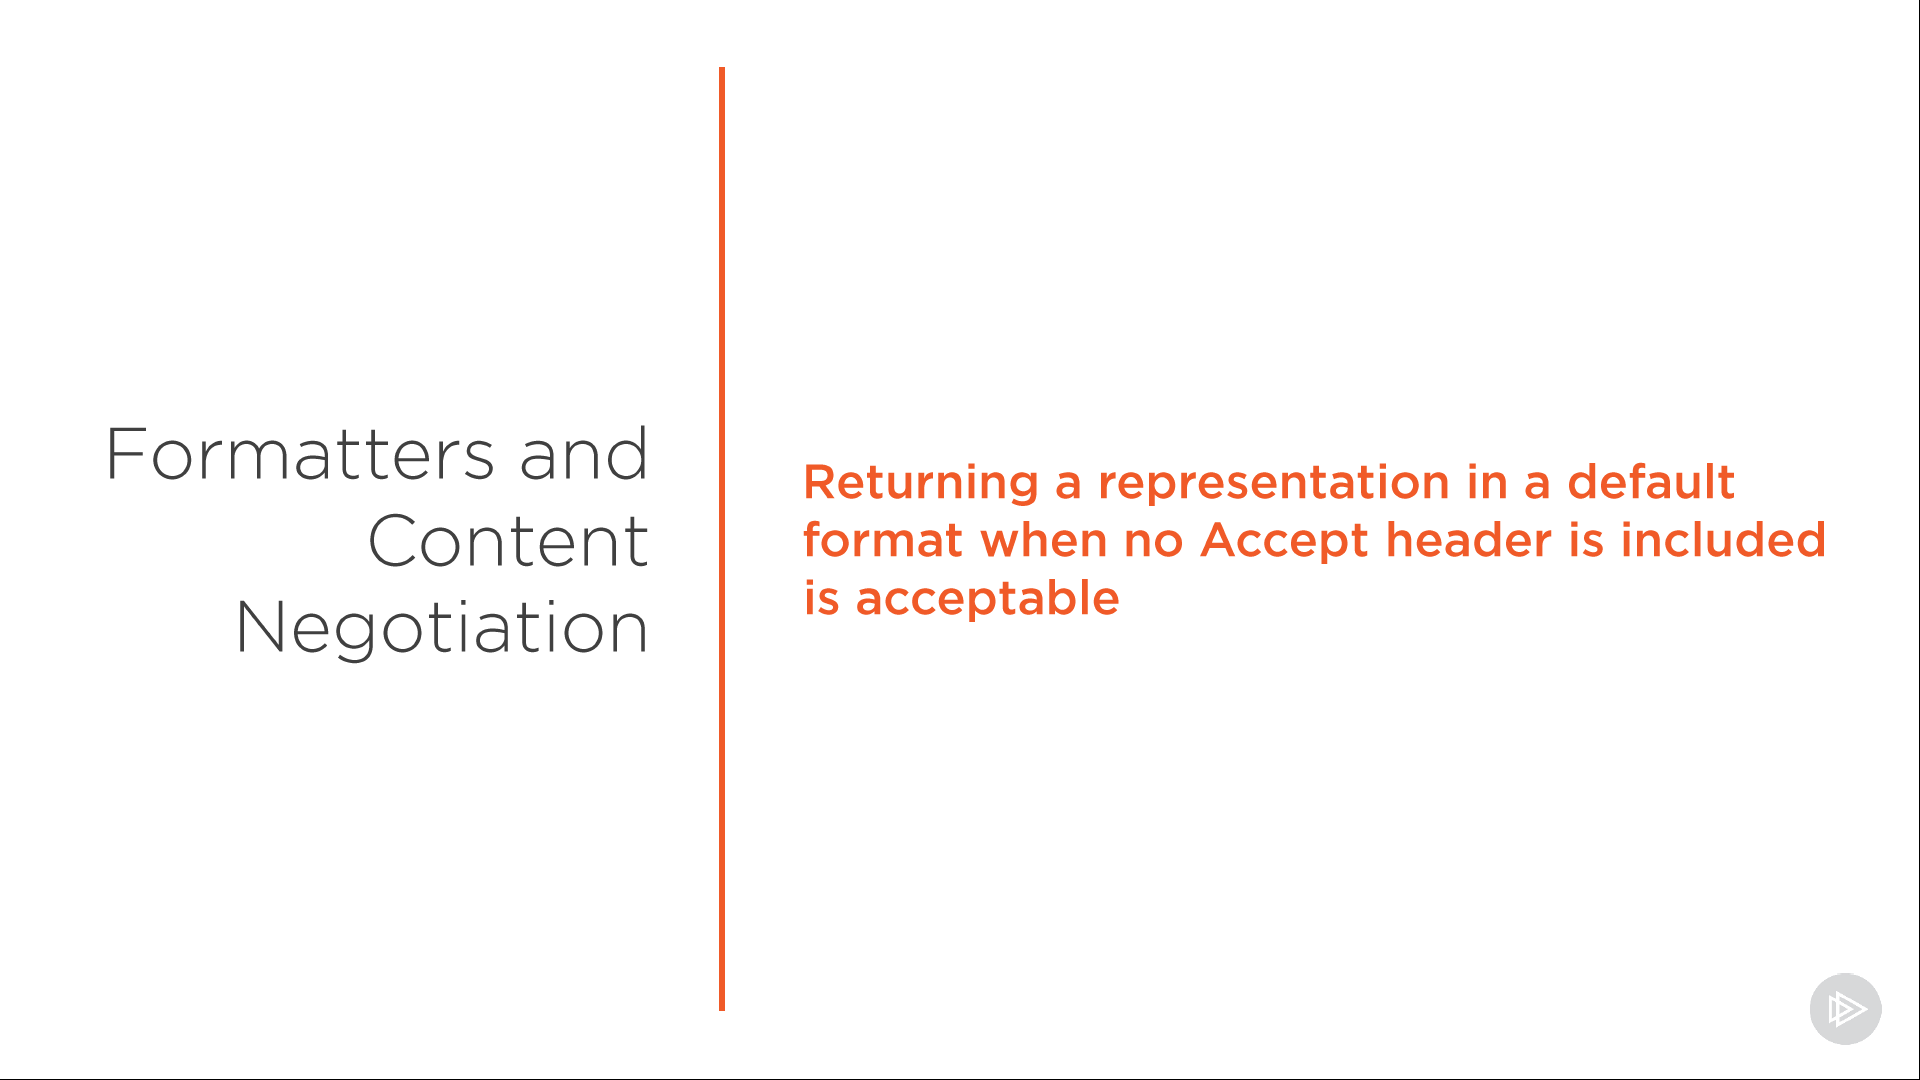 Formatters and
Content
Negotiation
Returning a representation in a default
format when no Accept header is included
is acceptable